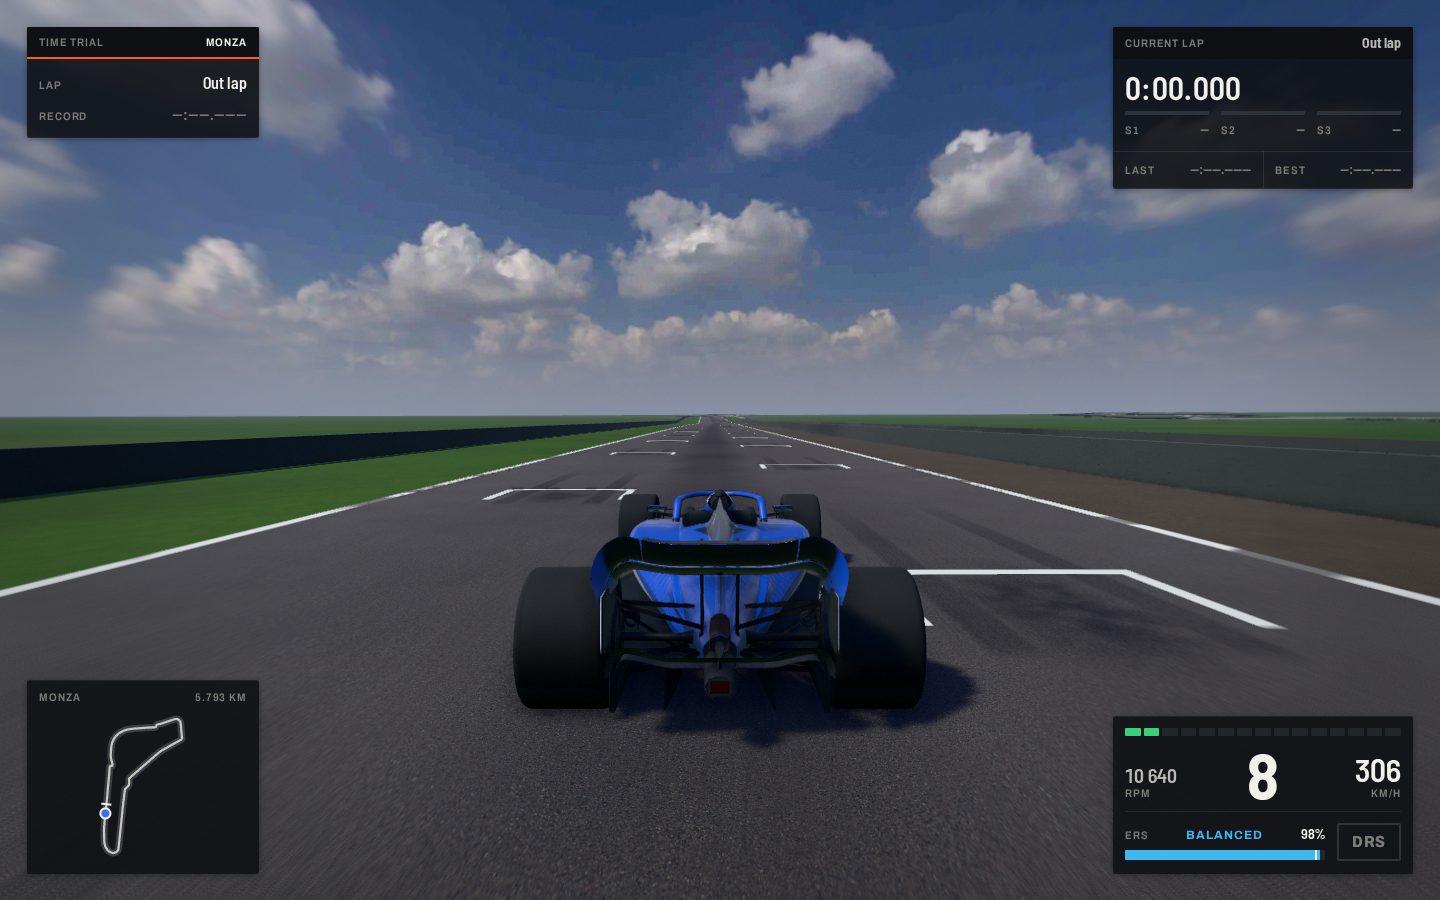 TIME TRIAL MONZA
LAP Out lap
RECORD —:——.———
CURRENT LAP Out lap
0:00.000
S1 — S2 — S3 —
LAST —:——.——— BEST —:——.———
MONZA 5.793 KM
10 640 RPM
8
306 KM/H
ERS BALANCED 98%
DRS